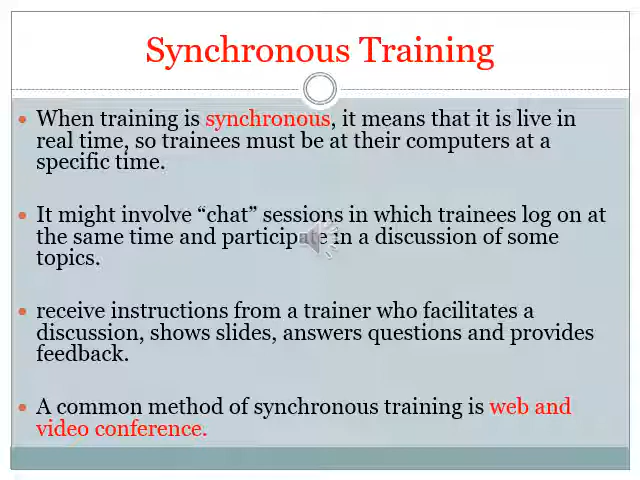 Synchronous Training
When training is synchronous, it means that it is live in
real time, so trainees must be at their computers at a
specific time.
It might involve “chat” sessions in which trainees log on at
the same time and participate in a discussion of some
topics.
receive instructions from a trainer who facilitates a
discussion, shows slides, answers questions and provides
feedback.
A common method of synchronous training is web and
video conference.